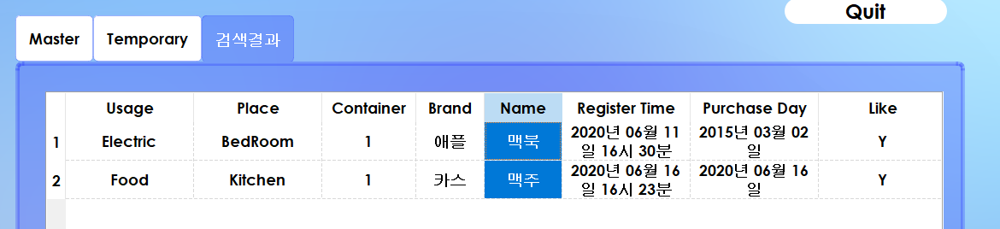 Quit
Master Temporary 검색결과
Usage Place Container Brand Name Register Time Purchase Day Like
1 Electric BedRoom 1 애플 맥북 2020년 06월 11일 16시 30분 2015년 03월 02일 Y
2 Food Kitchen 1 카스 맥주 2020년 06월 16일 16시 23분 2020년 06월 16일 Y